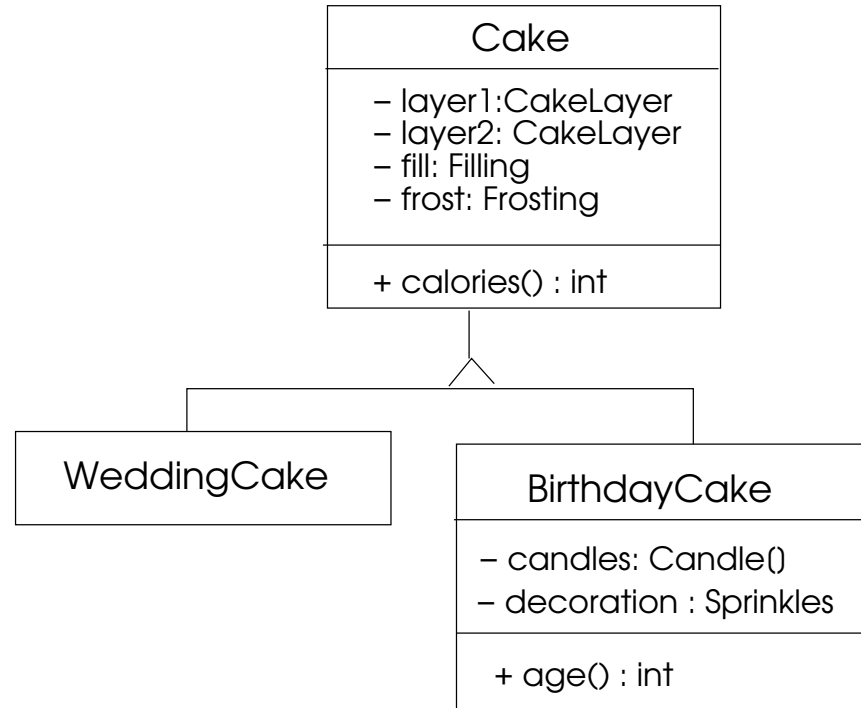 Cake
– layer1:CakeLayer
– layer2: CakeLayer
– fill: Filling
– frost: Frosting
+ calories() : int
WeddingCake
BirthdayCake
– candles: Candle()
– decoration : Sprinkles
+ age() : int